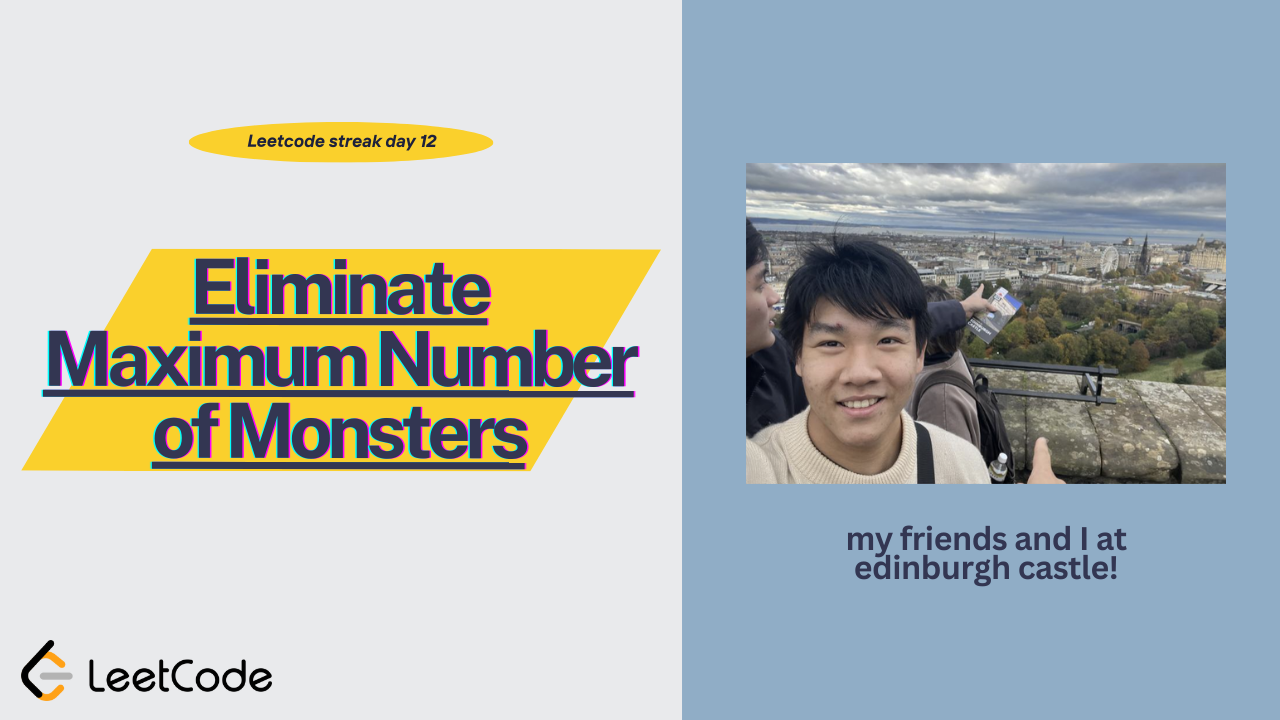 Leetcode streak day 12
Eliminate
Maximum Number
of Monsters
my friends and I at
edinburgh castle!
LeetCode